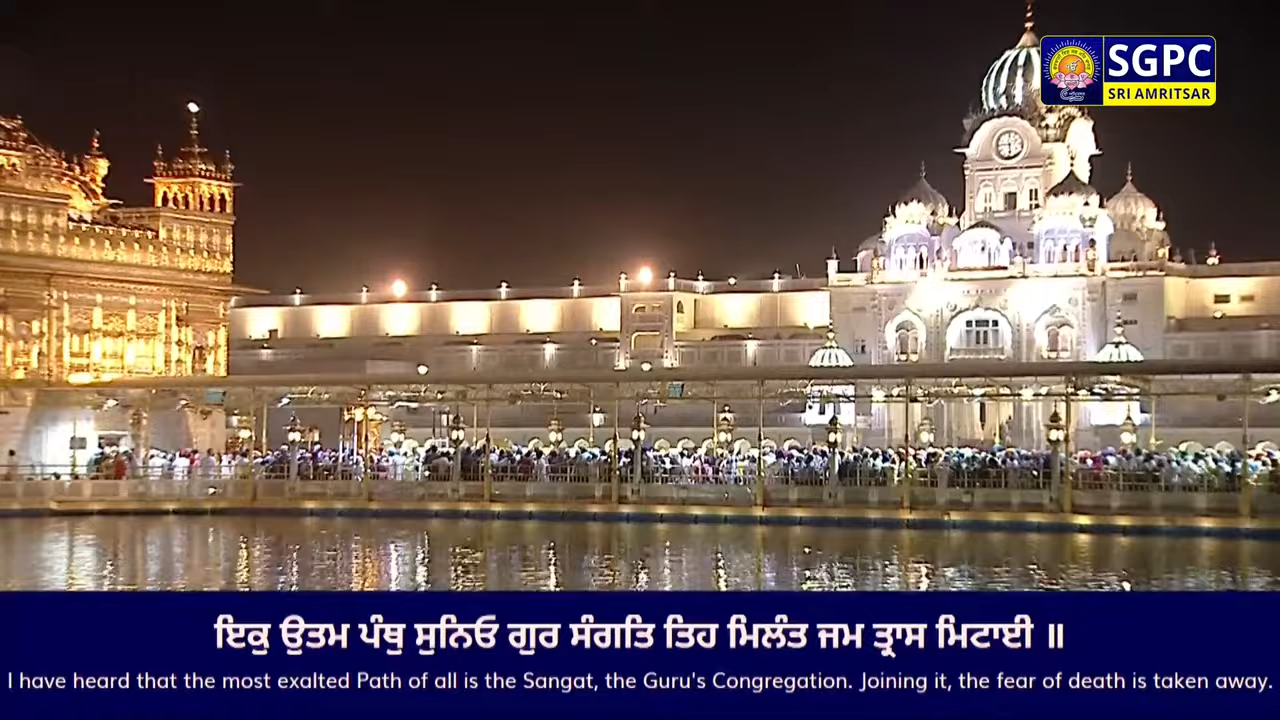 SGPC
SRI AMRITSAR
ਇਕੁ ਉਤਮ ਪੰਥੁ ਸੁਨਿਓ ਗੁਰ ਸੰਗਤਿ ਤਿਹ ਮਿਲੰਤ ਜਮ ਤ੍ਰਾਸ ਮਿਟਾਈ ॥
I have heard that the most exalted Path of all is the Sangat, the Guru's Congregation. Joining it, the fear of death is taken away.